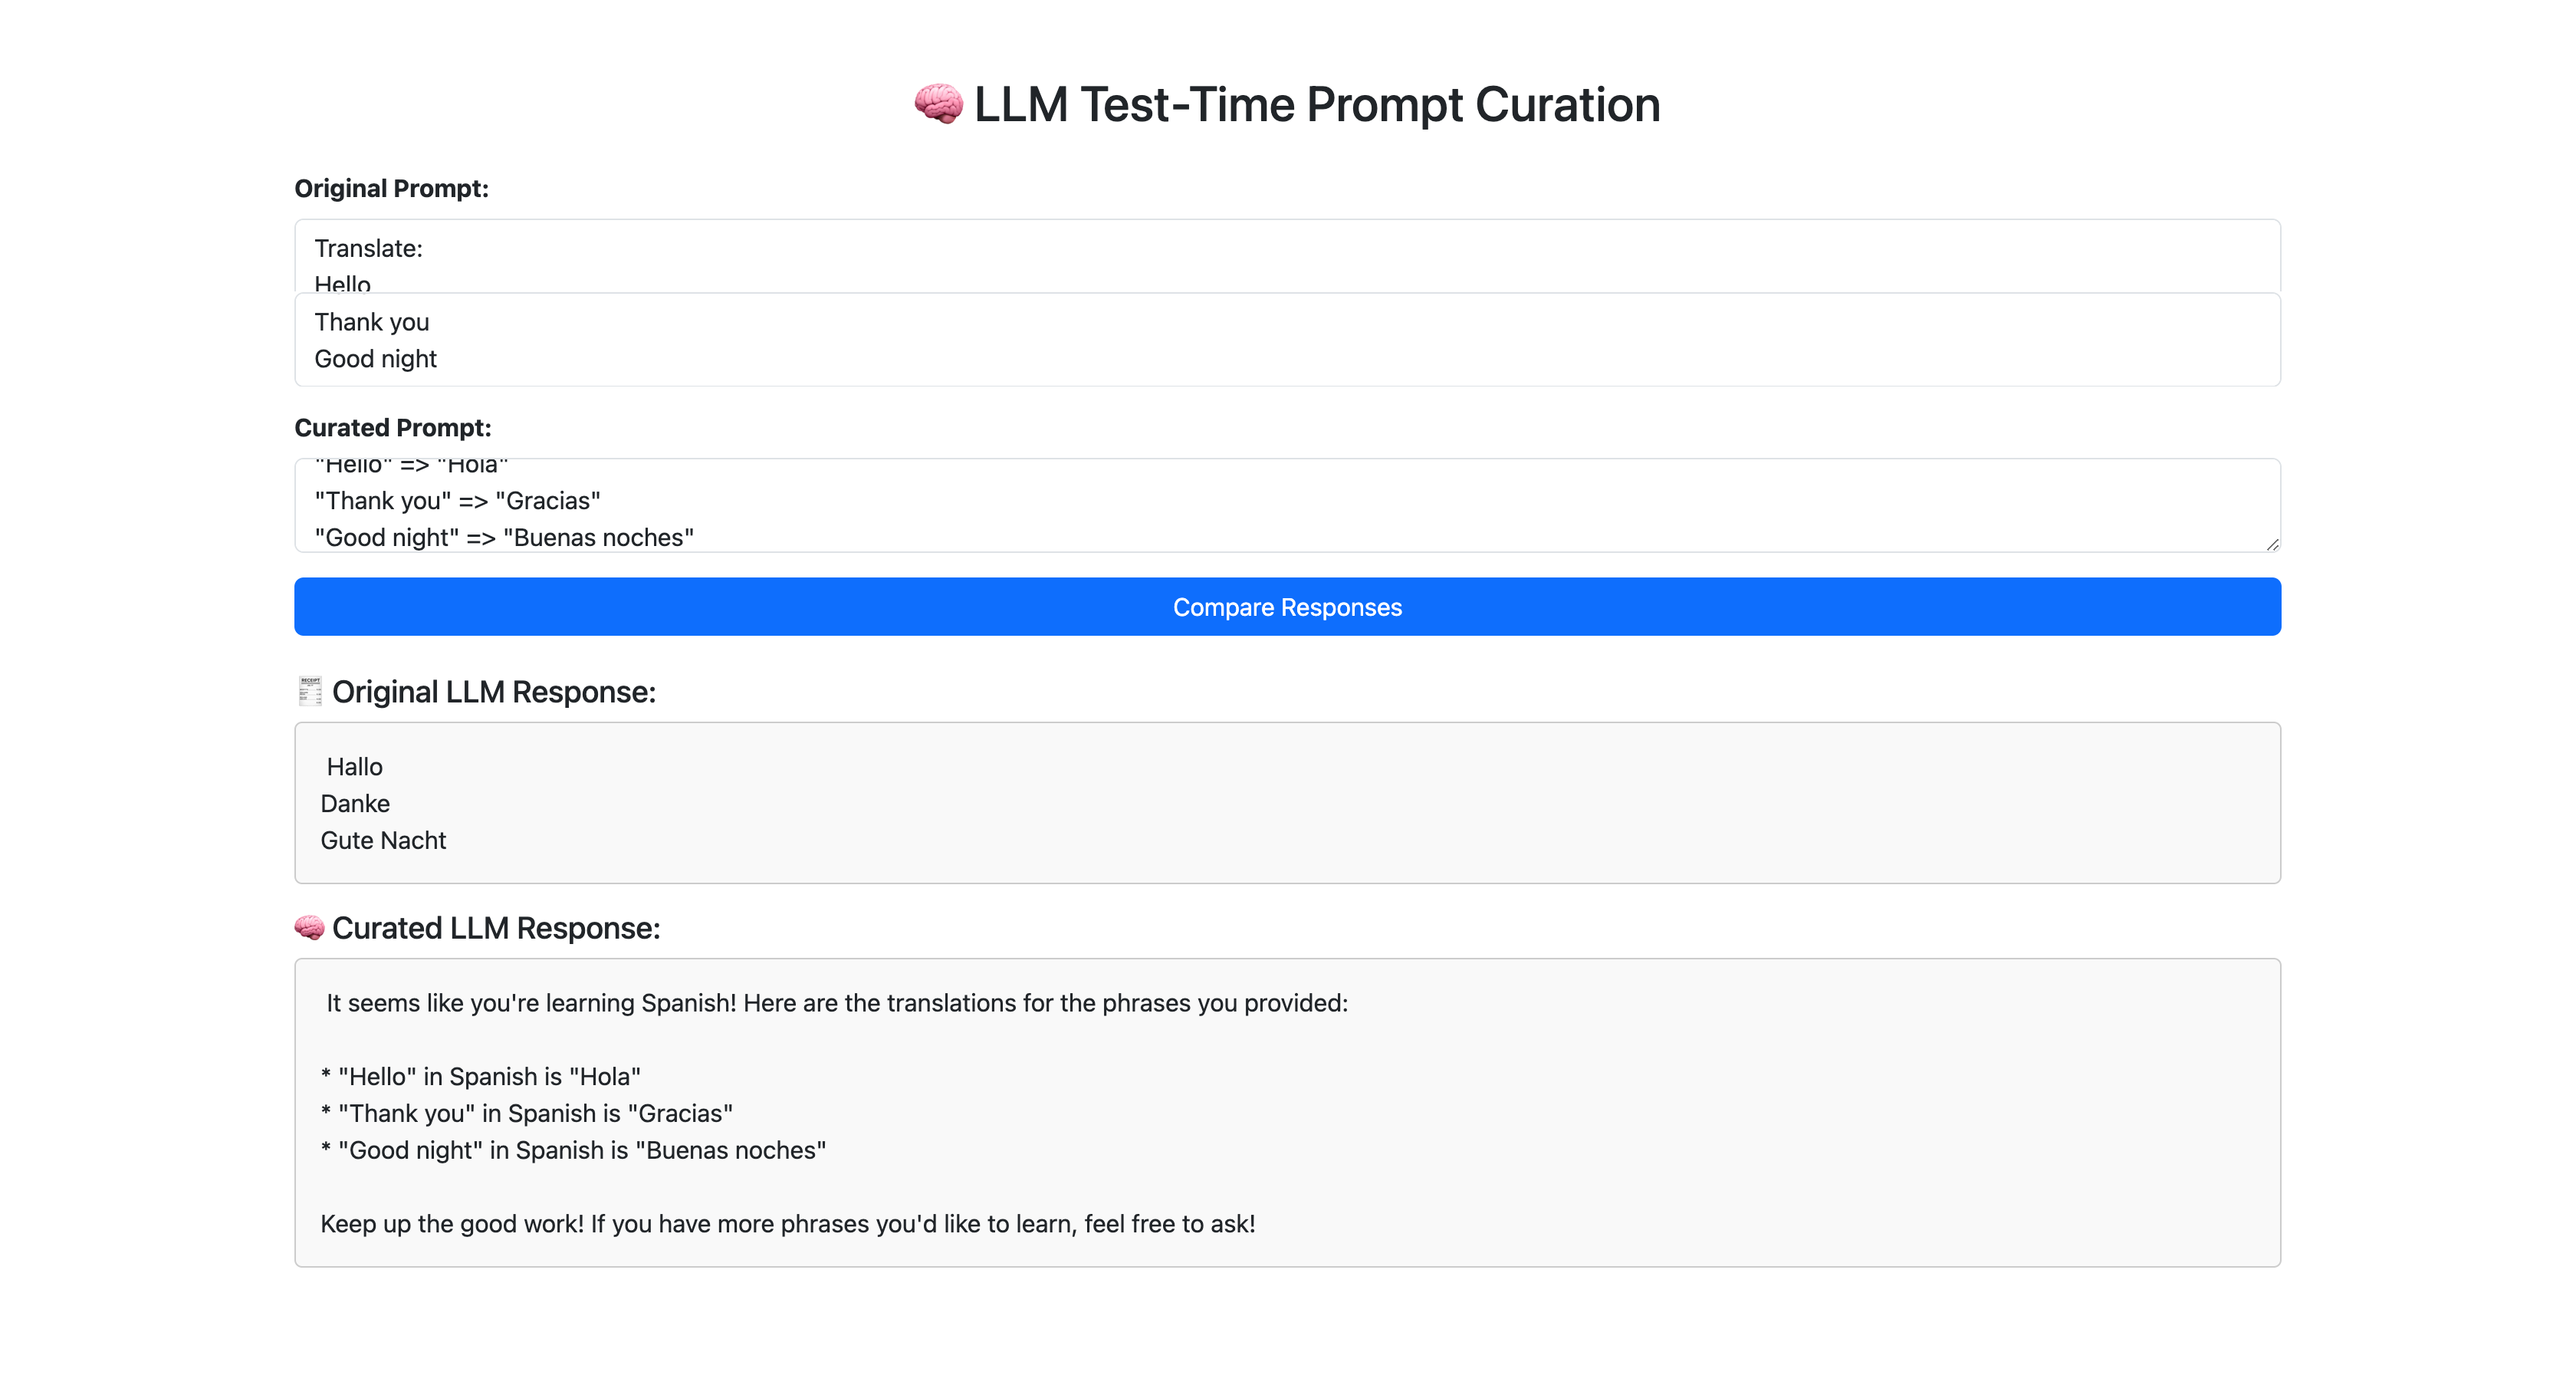 🧠 LLM Test-Time Prompt Curation
Original Prompt:
Translate:
Hello
Thank you
Good night
Curated Prompt:
"Hello" => "Hola"
"Thank you" => "Gracias"
"Good night" => "Buenas noches"
Compare Responses
🧾 Original LLM Response:
Hallo
Danke
Gute Nacht
🧠 Curated LLM Response:
It seems like you're learning Spanish! Here are the translations for the phrases you provided:
* "Hello" in Spanish is "Hola"
* "Thank you" in Spanish is "Gracias"
* "Good night" in Spanish is "Buenas noches"
Keep up the good work! If you have more phrases you'd like to learn, feel free to ask!